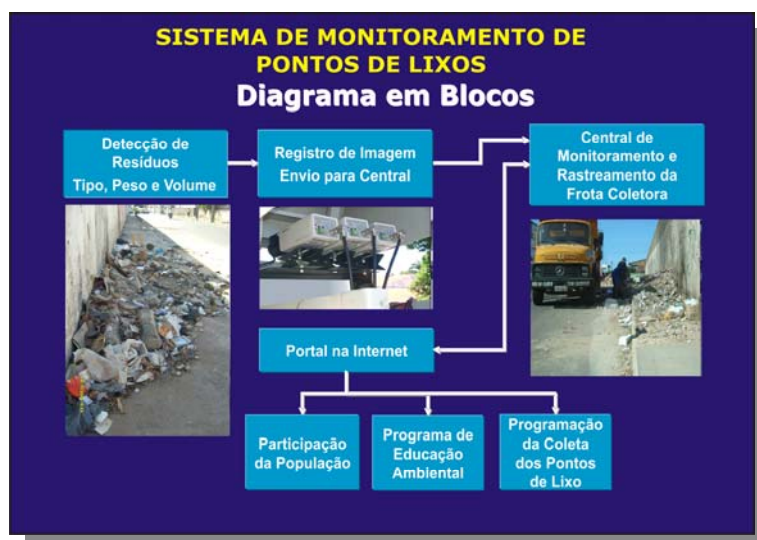 SISTEMA DE MONITORAMENTO DE
PONTOS DE LIXOS
Diagrama em Blocos
Detecção de
Resíduos
Tipo, Peso e Volume
Registro de Imagem
Envio para Central
Central de
Monitoramento e
Rastreamento da
Frota Coletora
Portal na Internet
Participação
da População
Programa de
Educação
Ambiental
Programação
da Coleta
dos Pontos
de Lixo